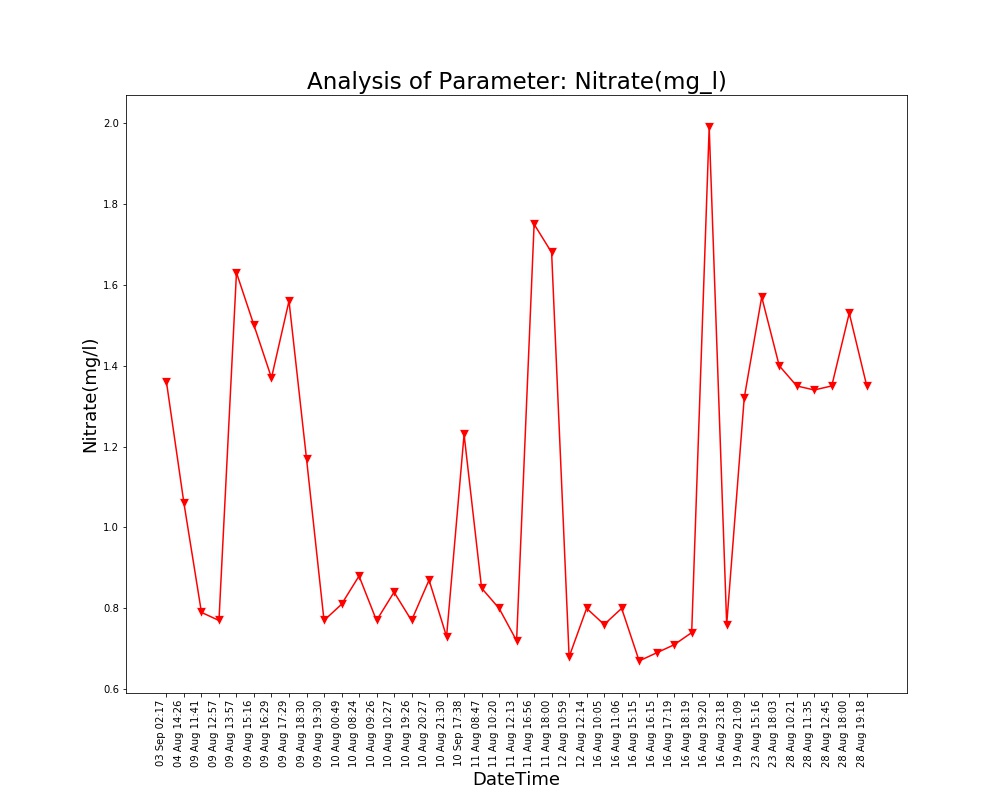 Analysis of Parameter: Nitrate(mg_l)
2.0
1.8
1.6
1.4
1.2
1.0
0.8
0.6
Nitrate(mg/l)
03 Sep 02:17
04 Aug 14:26
09 Aug 11:41
09 Aug 12:57
09 Aug 13:57
09 Aug 15:16
09 Aug 16:29
09 Aug 17:29
09 Aug 18:30
09 Aug 19:30
10 Aug 00:49
10 Aug 08:24
10 Aug 09:26
10 Aug 10:27
10 Aug 19:26
10 Aug 20:27
10 Aug 21:30
10 Sep 17:38
11 Aug 08:47
11 Aug 10:20
11 Aug 12:13
11 Aug 16:56
11 Aug 18:00
12 Aug 10:59
12 Aug 12:14
16 Aug 10:05
16 Aug 11:06
16 Aug 15:15
16 Aug 16:15
16 Aug 17:19
16 Aug 18:19
16 Aug 19:20
16 Aug 23:18
19 Aug 21:09
23 Aug 15:16
23 Aug 18:03
28 Aug 10:21
28 Aug 11:35
28 Aug 12:45
28 Aug 18:00
28 Aug 19:18
DateTime